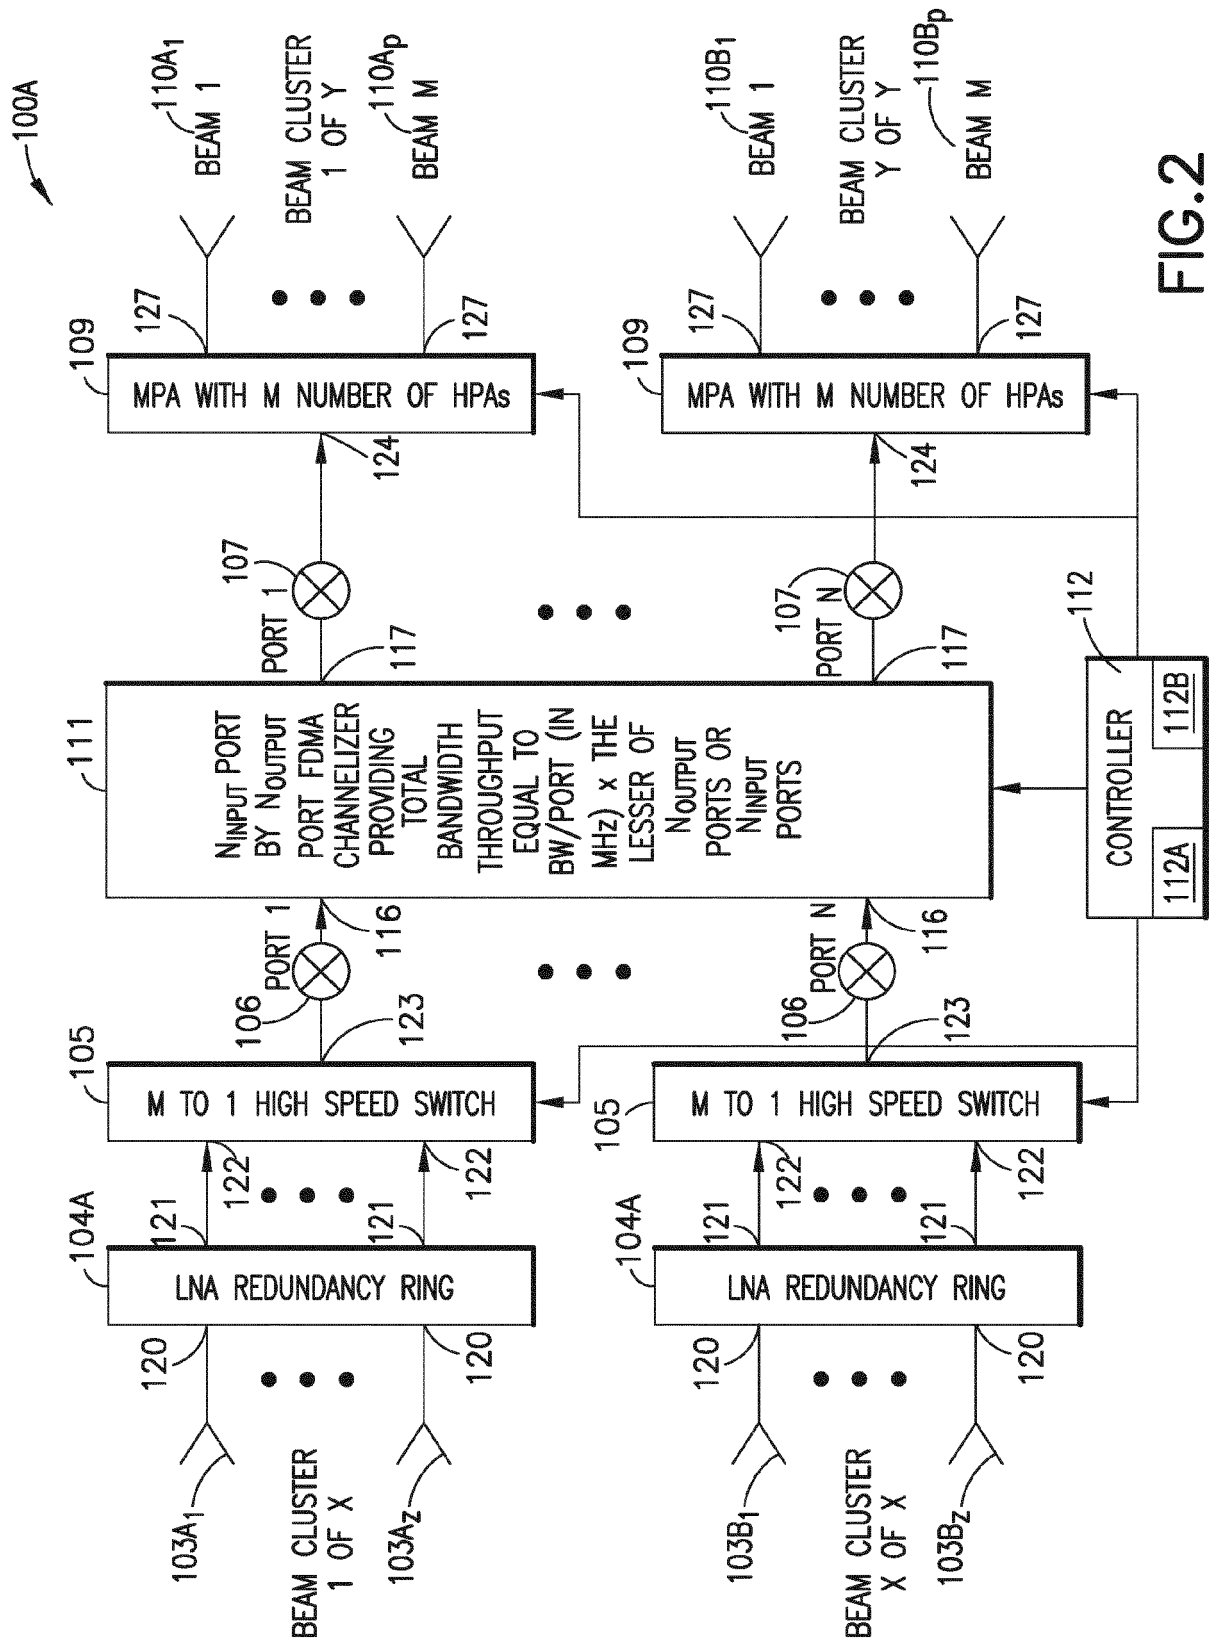 100A
BEAM CLUSTER
1 OF X
103A1
103Az
120
120
104A
LNA REDUNDANCY RING
121
121
122
122
105
M TO 1 HIGH SPEED SWITCH
123
106
PORT 1
116
BEAM CLUSTER
X OF X
103B1
103Bz
120
120
104A
LNA REDUNDANCY RING
121
121
122
122
105
M TO 1 HIGH SPEED SWITCH
123
106
PORT N
116
111
NINPUT PORT
BY NOUTPUT
PORT FDMA
CHANNELIZER
PROVIDING
TOTAL
BANDWIDTH
THROUGHPUT
EQUAL TO
BW/PORT (IN
MHz) x THE
LESSER OF
NOUTPUT
PORTS OR
NINPUT
PORTS
PORT 1
117
107
124
109
MPA WITH M NUMBER OF HPAs
127
127
110A1
BEAM 1
BEAM CLUSTER
1 OF Y
110Ap
BEAM M
PORT N
117
107
124
109
MPA WITH M NUMBER OF HPAs
127
127
110B1
BEAM 1
BEAM CLUSTER
Y OF Y
110Bp
BEAM M
CONTROLLER
112
112A
112B
FIG.2